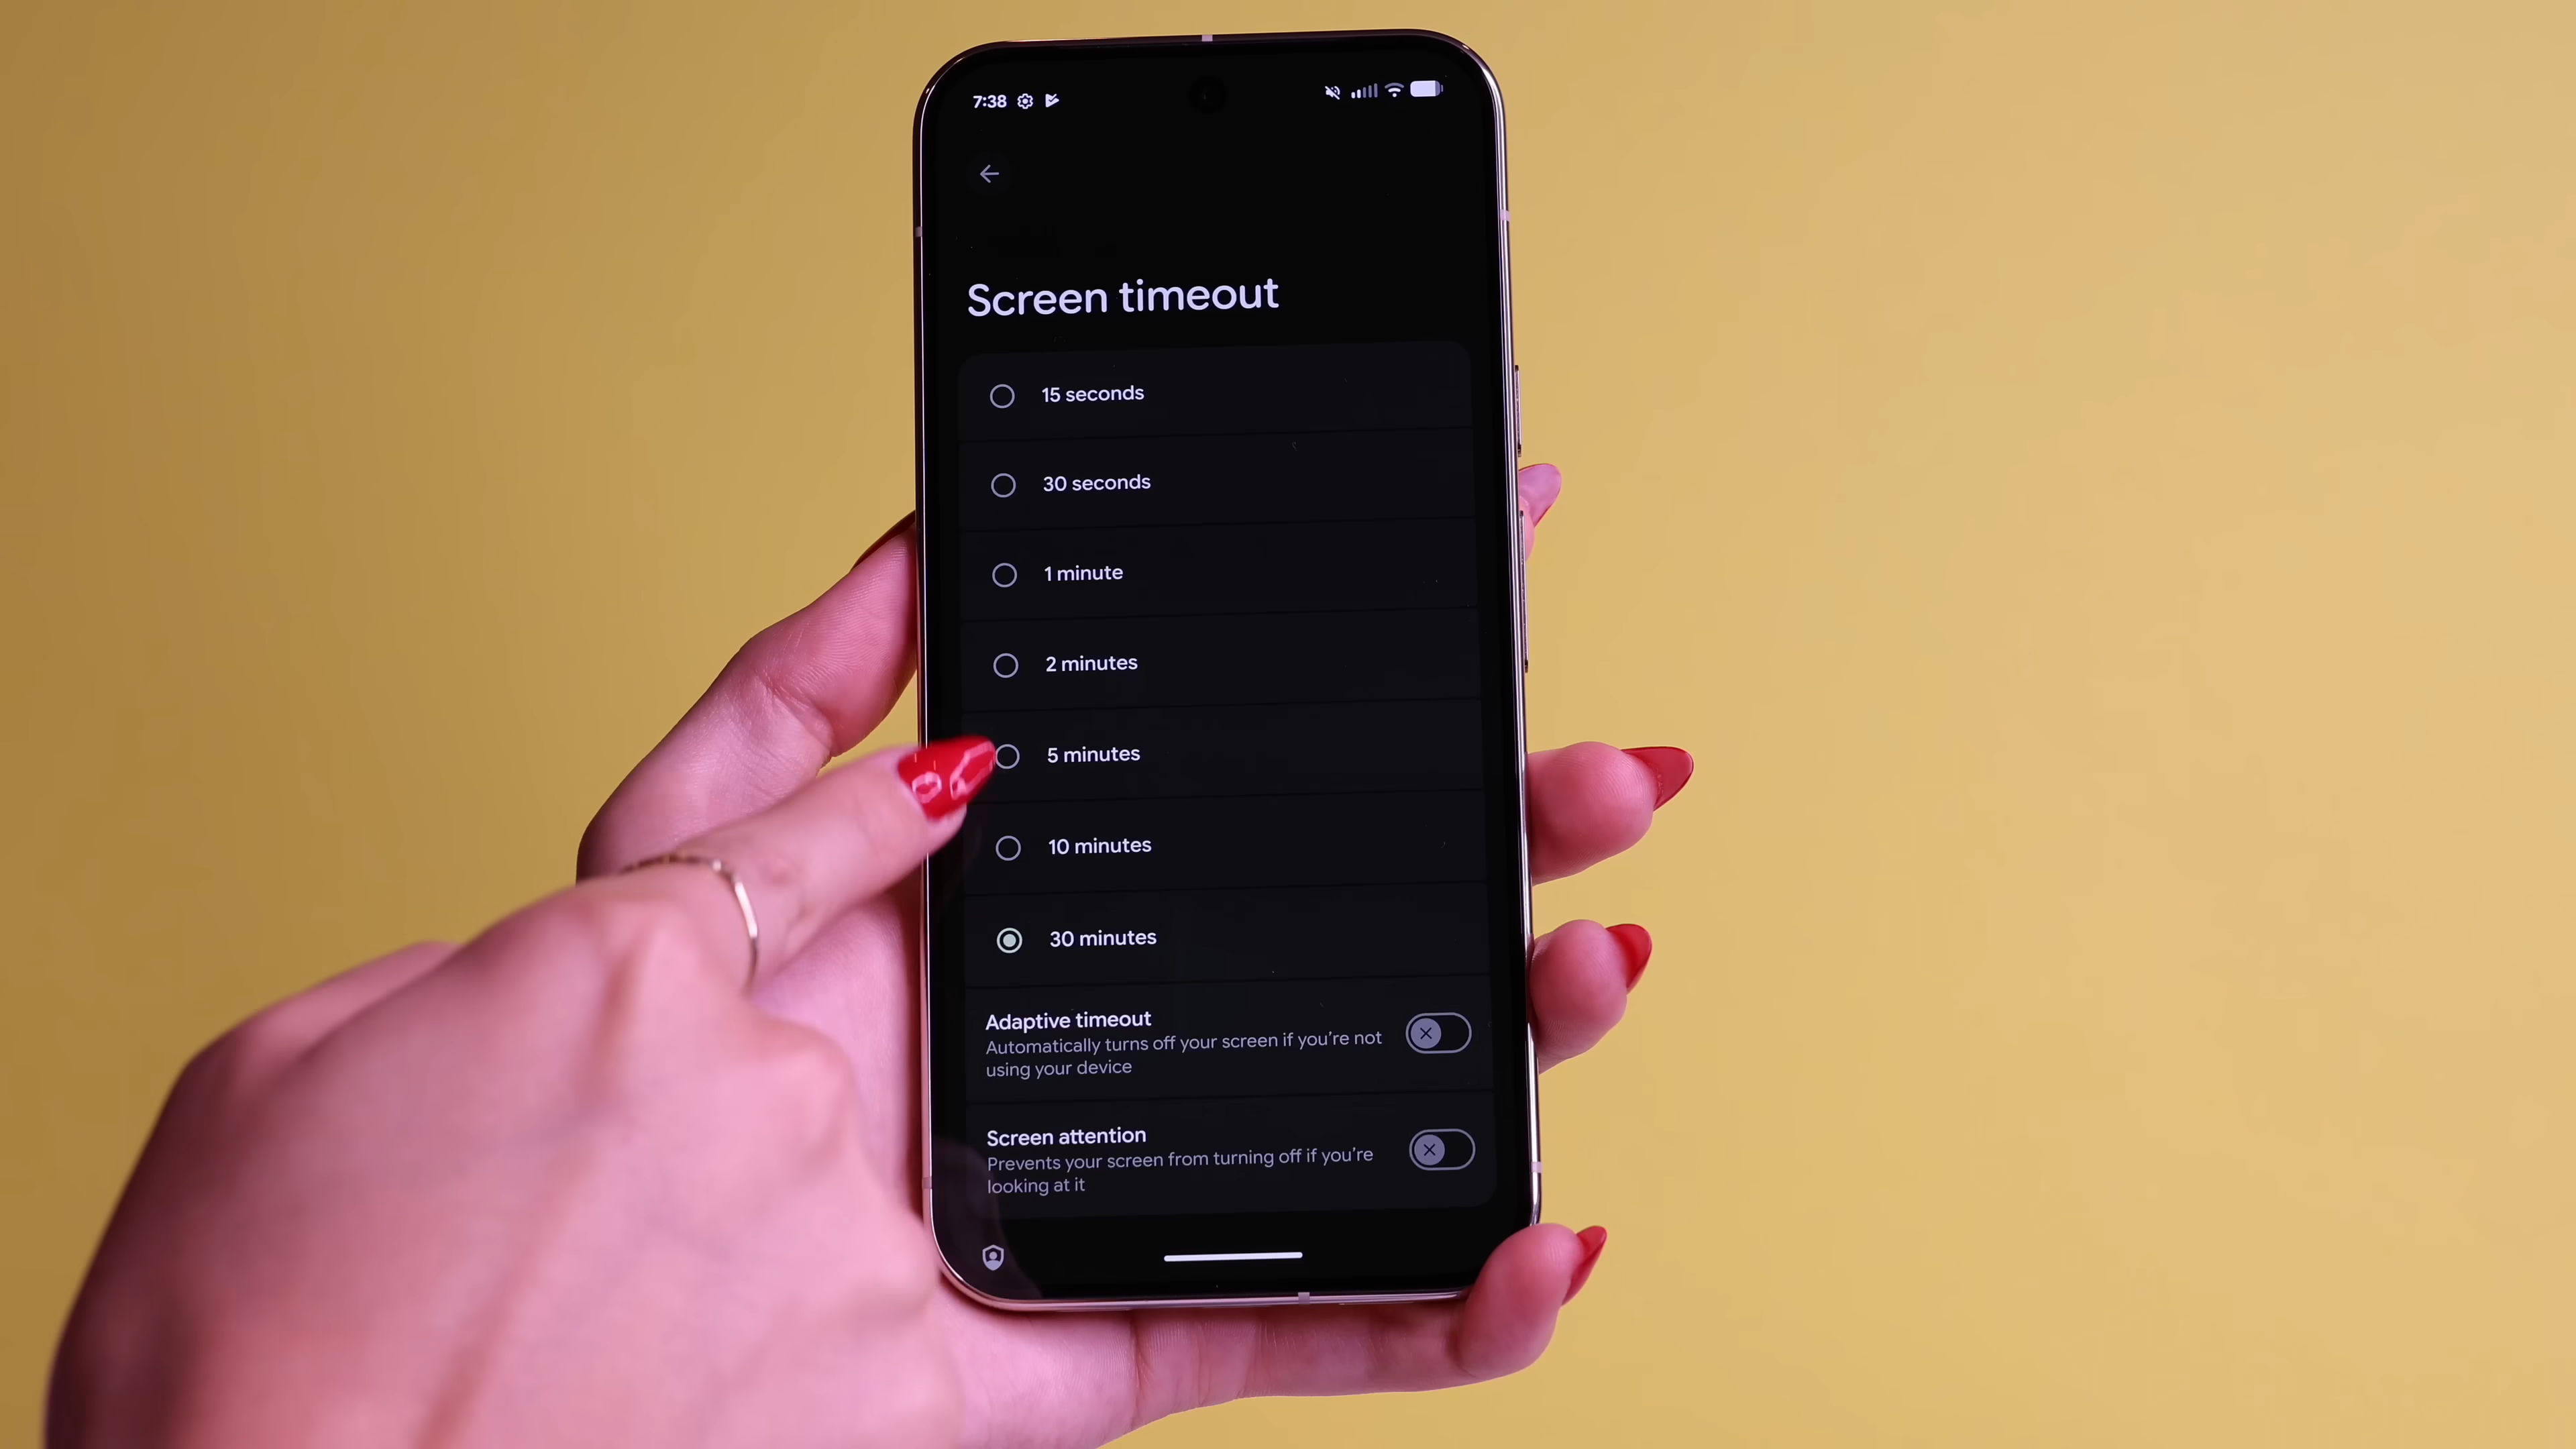 7:38
Screen timeout
15 seconds
30 seconds
1 minute
2 minutes
5 minutes
10 minutes
30 minutes
Adaptive timeout
Automatically turns off your screen if you're not
using your device
Screen attention
Prevents your screen from turning off if you're
looking at it